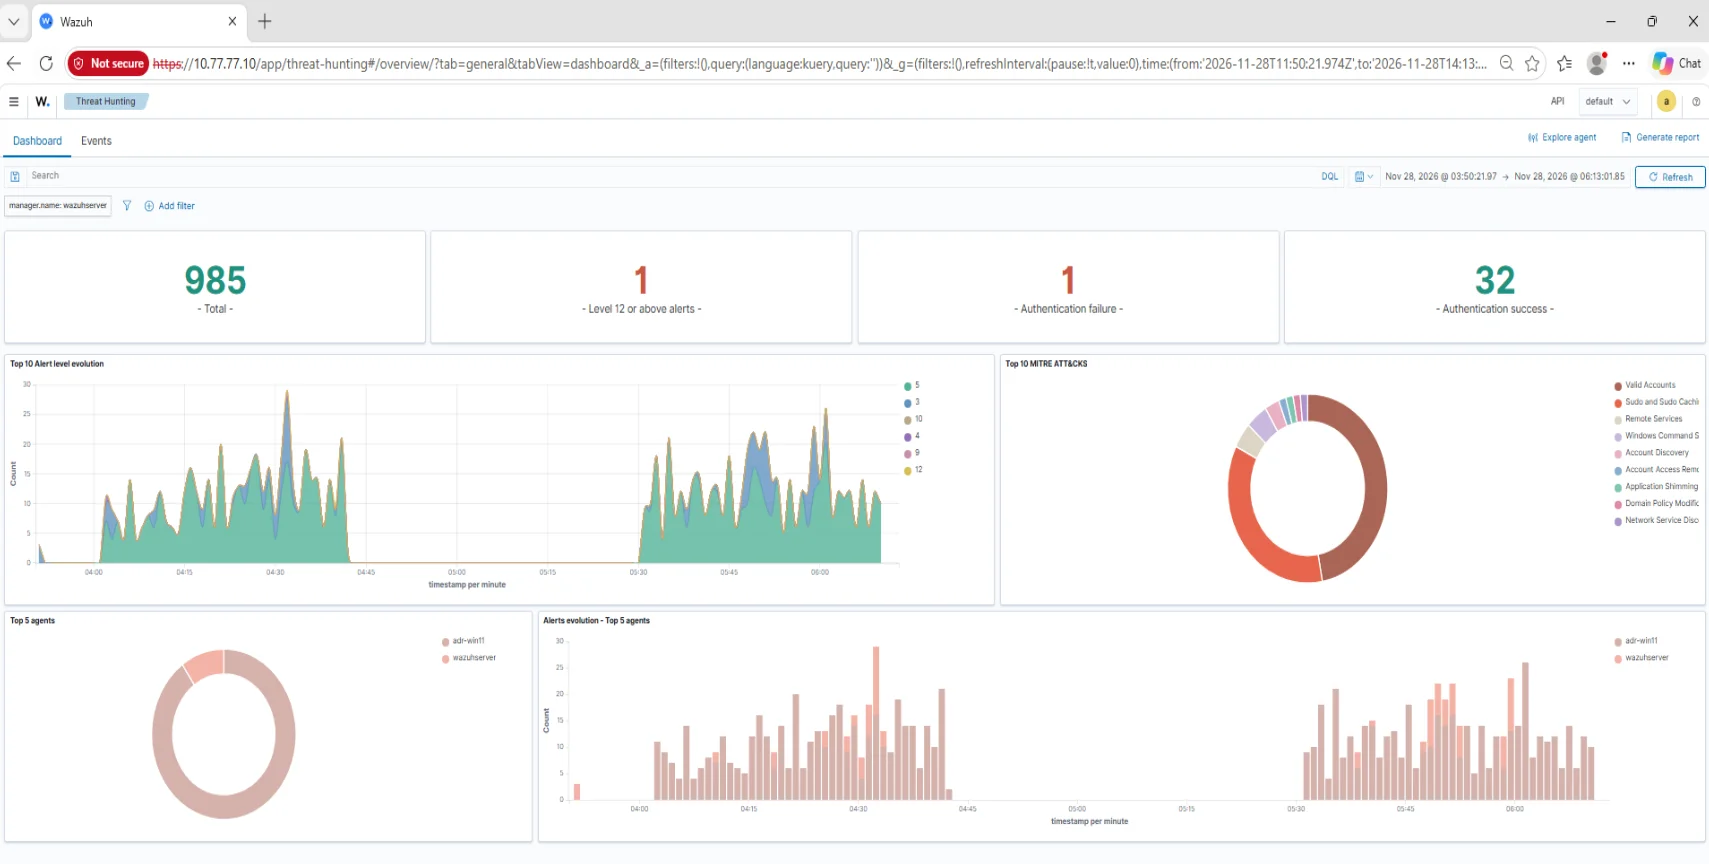 Wazuh
Not secure https://10.77.77.10/app/threat-hunting#/overview/?tab=general&tabView=dashboard&_a=(filters:!(),query:(language:kuery,query:''))&_g=(filters:!(),refreshInterval:(pause:!t,value:0),time:(from:'2026-11-28T11:50:21.974Z',to:'2026-11-28T14:13:... Chat
W. Threat Hunting API default a
Dashboard Events Explore agent Generate report
Search DQL Nov 28, 2026 @ 03:50:21.97 → Nov 28, 2026 @ 06:13:01.85 Refresh
manager.name: wazuhserver Add filter
985
- Total -
1
- Level 12 or above alerts -
1
- Authentication failure -
32
- Authentication success -
Top 10 Alert level evolution
30
25
20
15
10
5
0
Count
04:00 04:15 04:30 04:45 05:00 05:15 05:30 05:45 06:00
timestamp per minute
5
3
10
4
9
12
Top 10 MITRE ATT&CKS
Valid Accounts
Sudo and Sudo Cachi
Remote Services
Windows Command S
Account Discovery
Account Access Remo
Application Shimming
Domain Policy Modific
Network Service Disco
Top 5 agents
adr-win11
wazuhserver
Alerts evolution - Top 5 agents
30
25
20
15
10
5
0
Count
04:00 04:15 04:30 04:45 05:00 05:15 05:30 05:45 06:00
timestamp per minute
adr-win11
wazuhserver